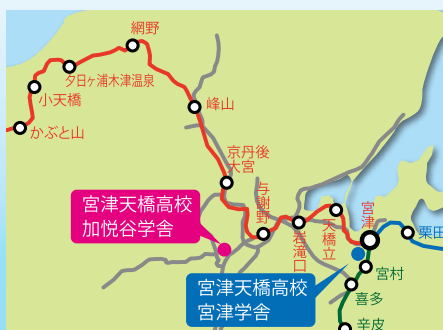 網野
夕日ヶ浦木津温泉
小天橋
かぶと山
峰山
京丹後
大宮
与謝野
岩滝口
天橋立
宮津
栗田
宮津天橋高校
加悦谷学舎
宮津天橋高校
宮津学舎
宮村
喜多
辛皮